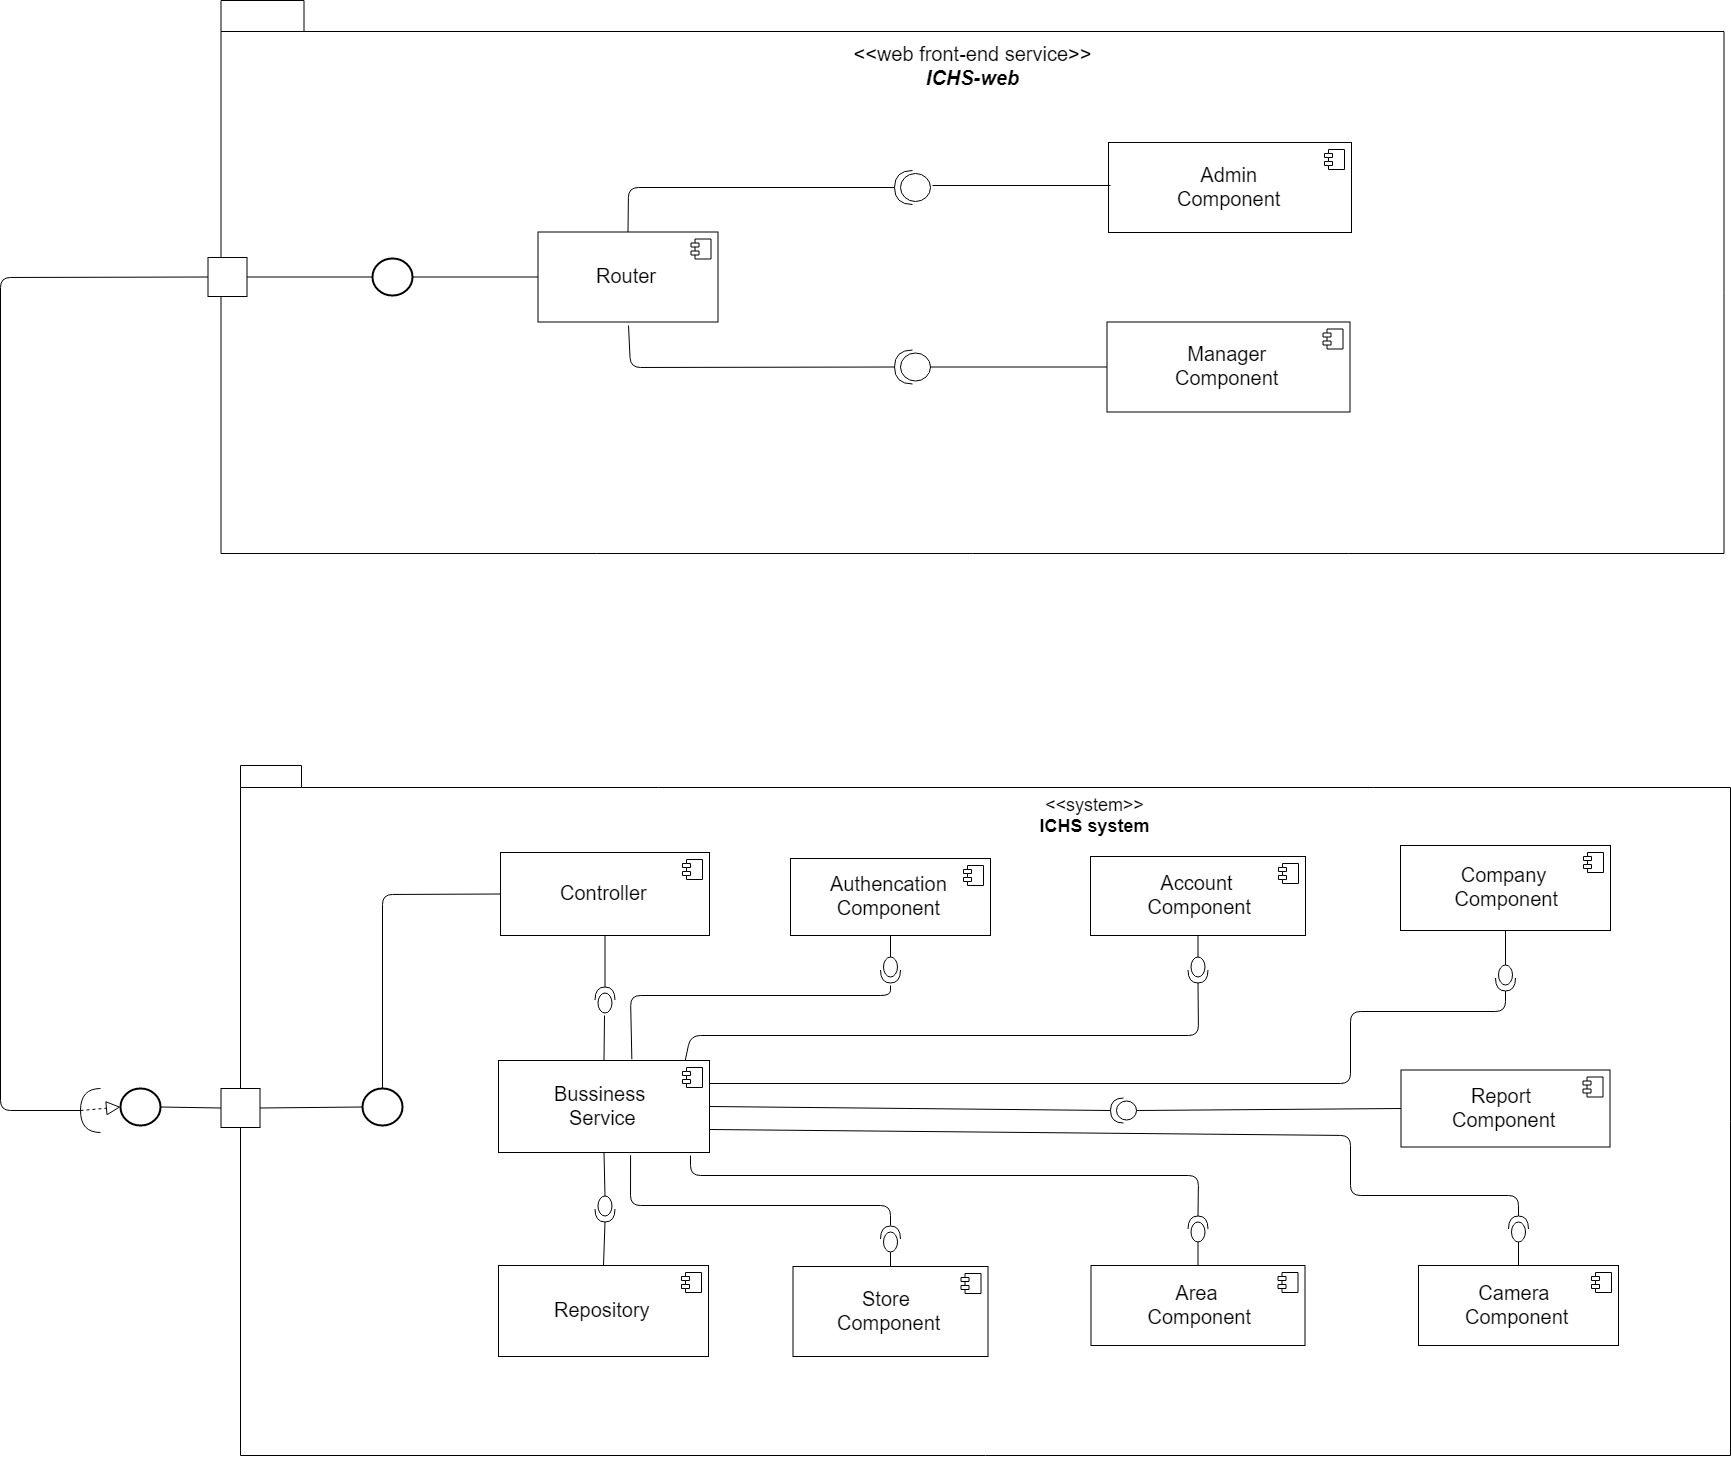 <<web front-end service>>
ICHS-web
Admin
Component
Router
Manager
Component
<<system>>
ICHS system
Controller
Authencation
Component
Account
Component
Company
Component
Bussiness
Service
Report
Component
Repository
Store
Component
Area
Component
Camera
Component